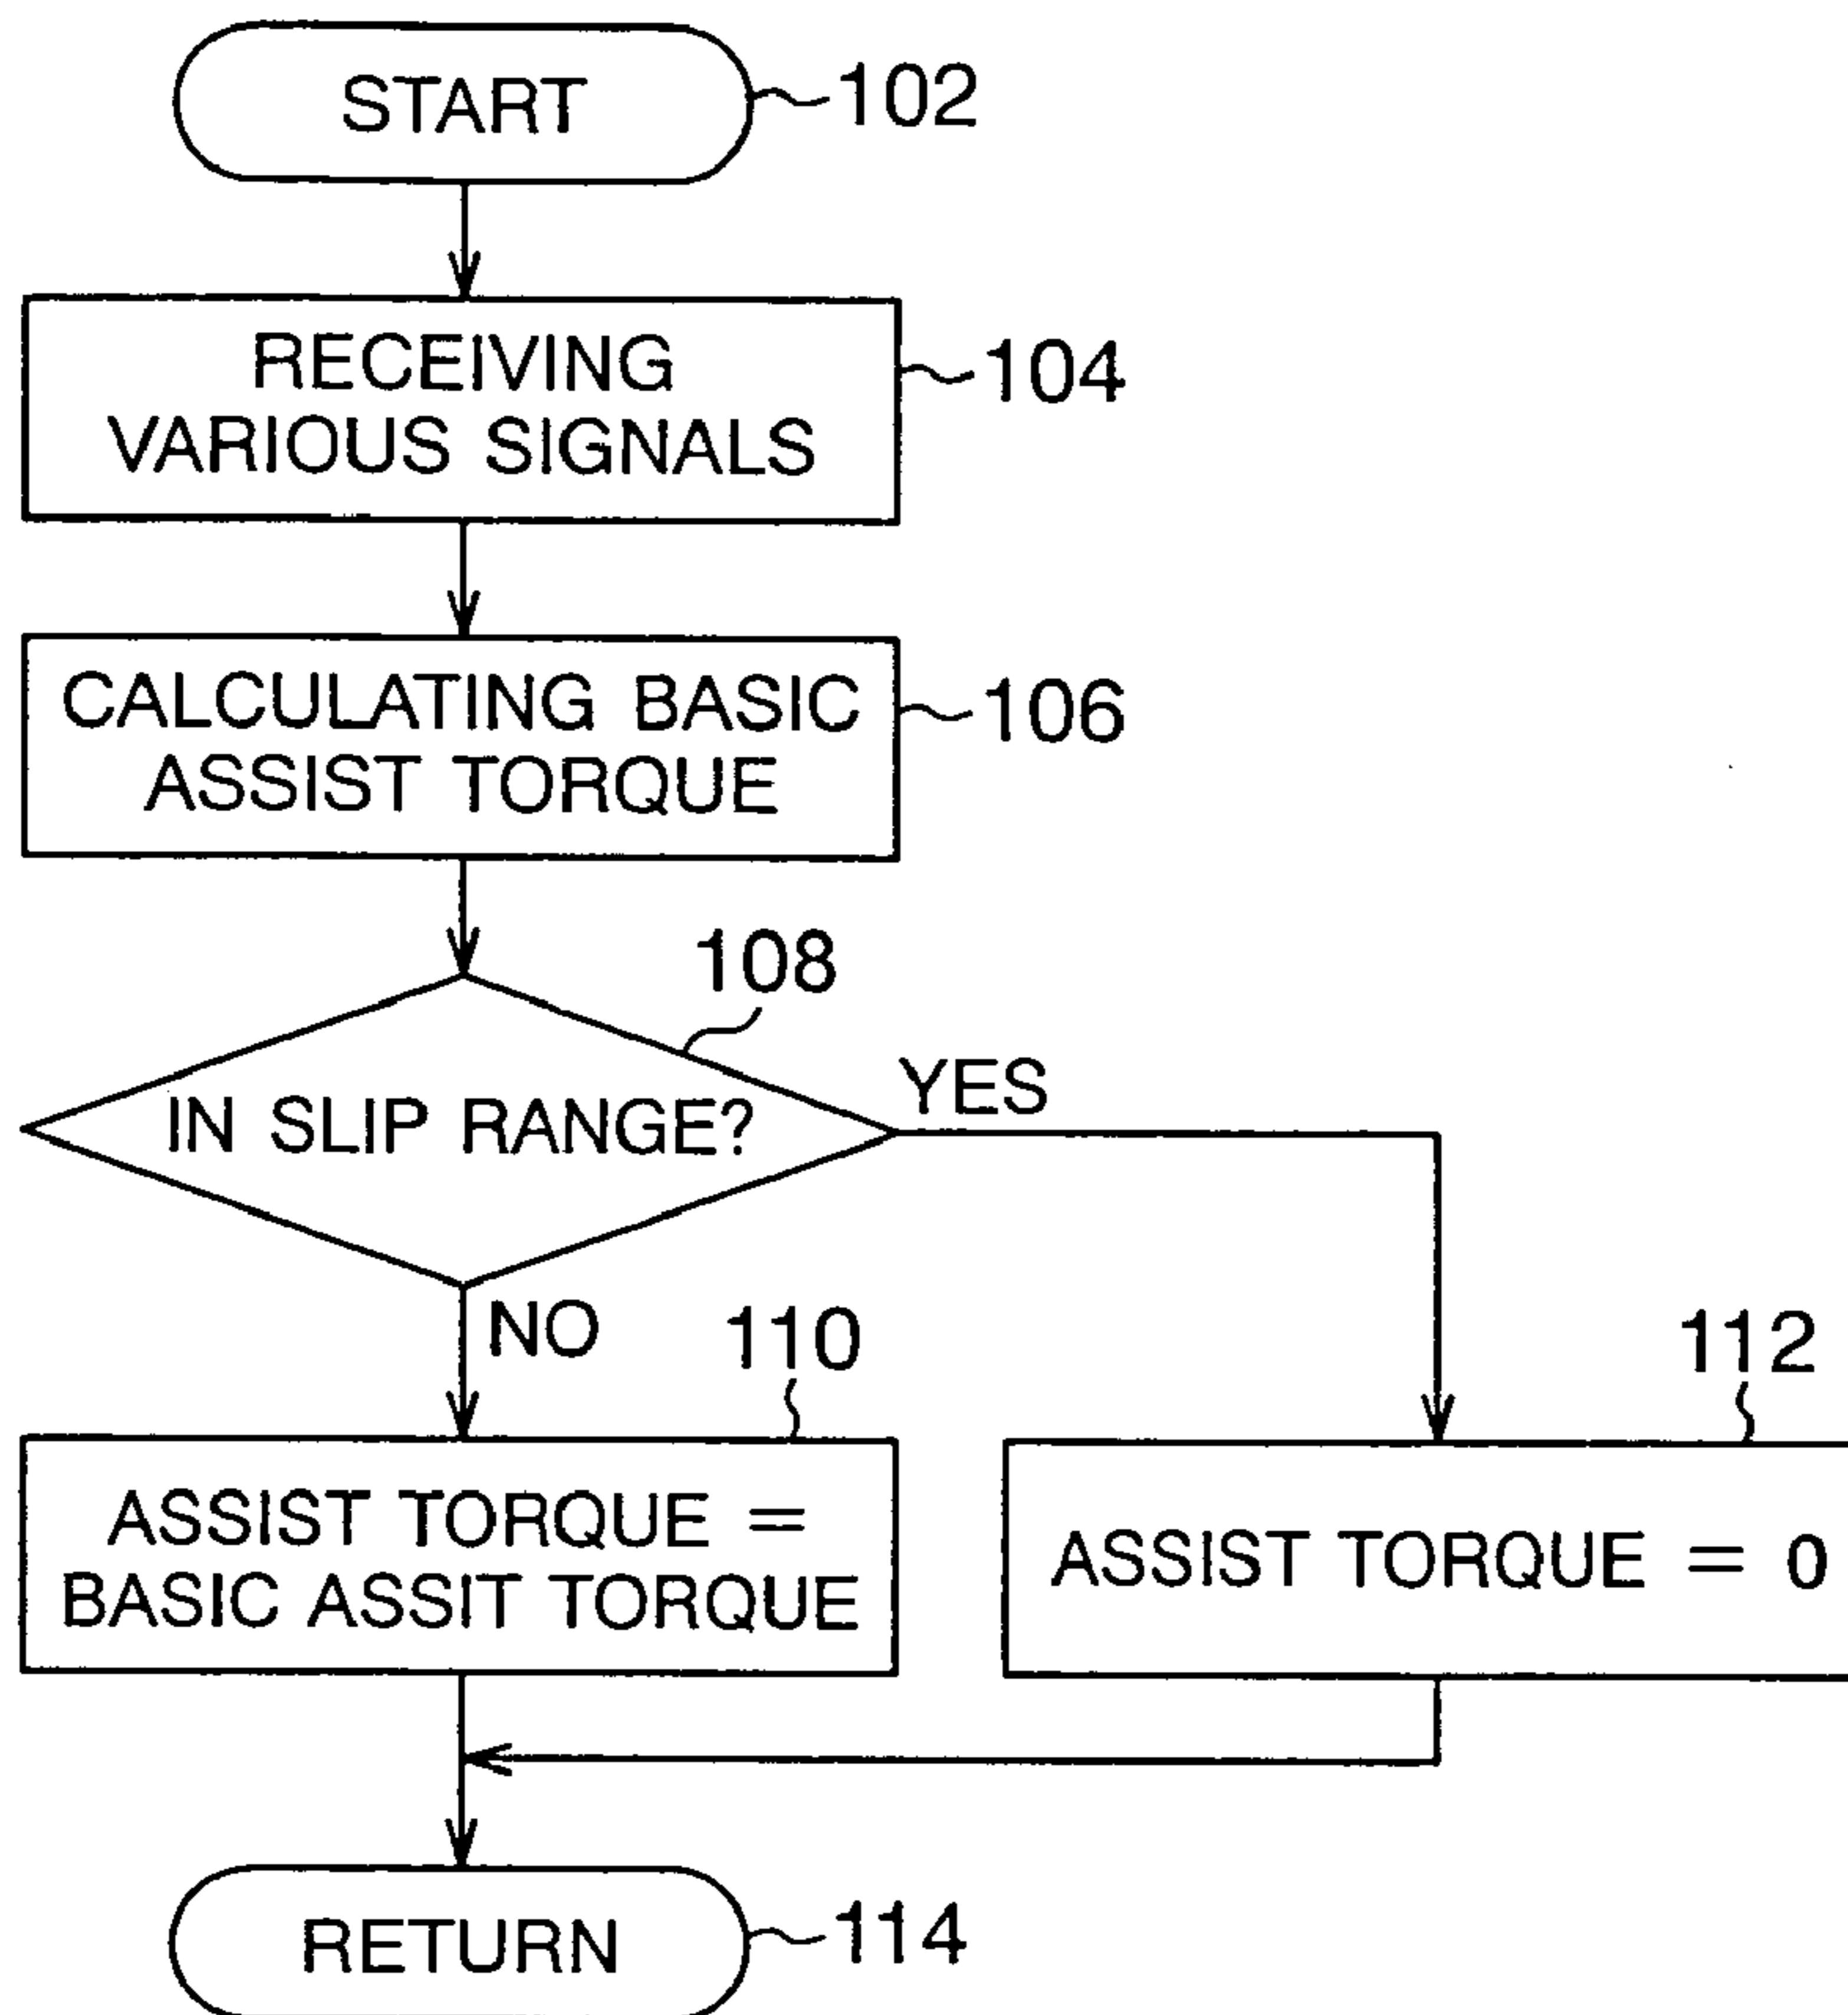 START
102
RECEIVING
VARIOUS SIGNALS
104
CALCULATING BASIC
ASSIST TORQUE
106
108
IN SLIP RANGE?
YES
NO
110
112
ASSIST TORQUE =
BASIC ASSIT TORQUE
ASSIST TORQUE = 0
RETURN
114